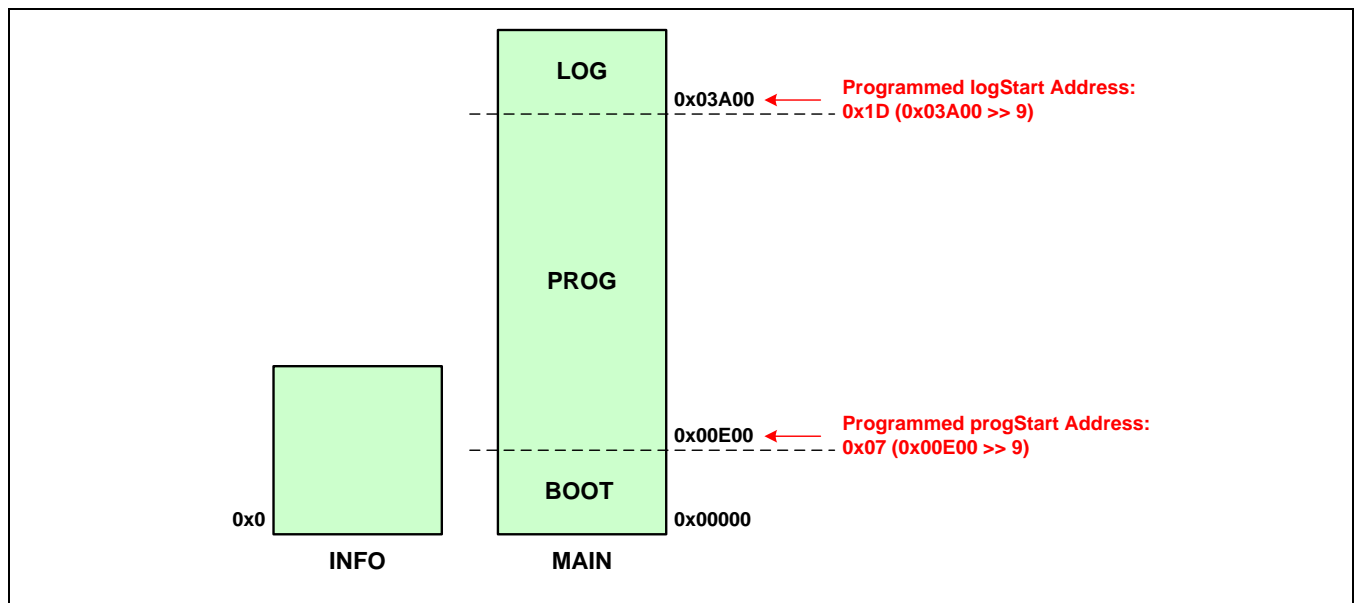 LOG
0x03A00
Programmed logStart Address:
0x1D (0x03A00 >> 9)
PROG
0x00E00
Programmed progStart Address:
0x07 (0x00E00 >> 9)
BOOT
0x0
0x00000
INFO
MAIN